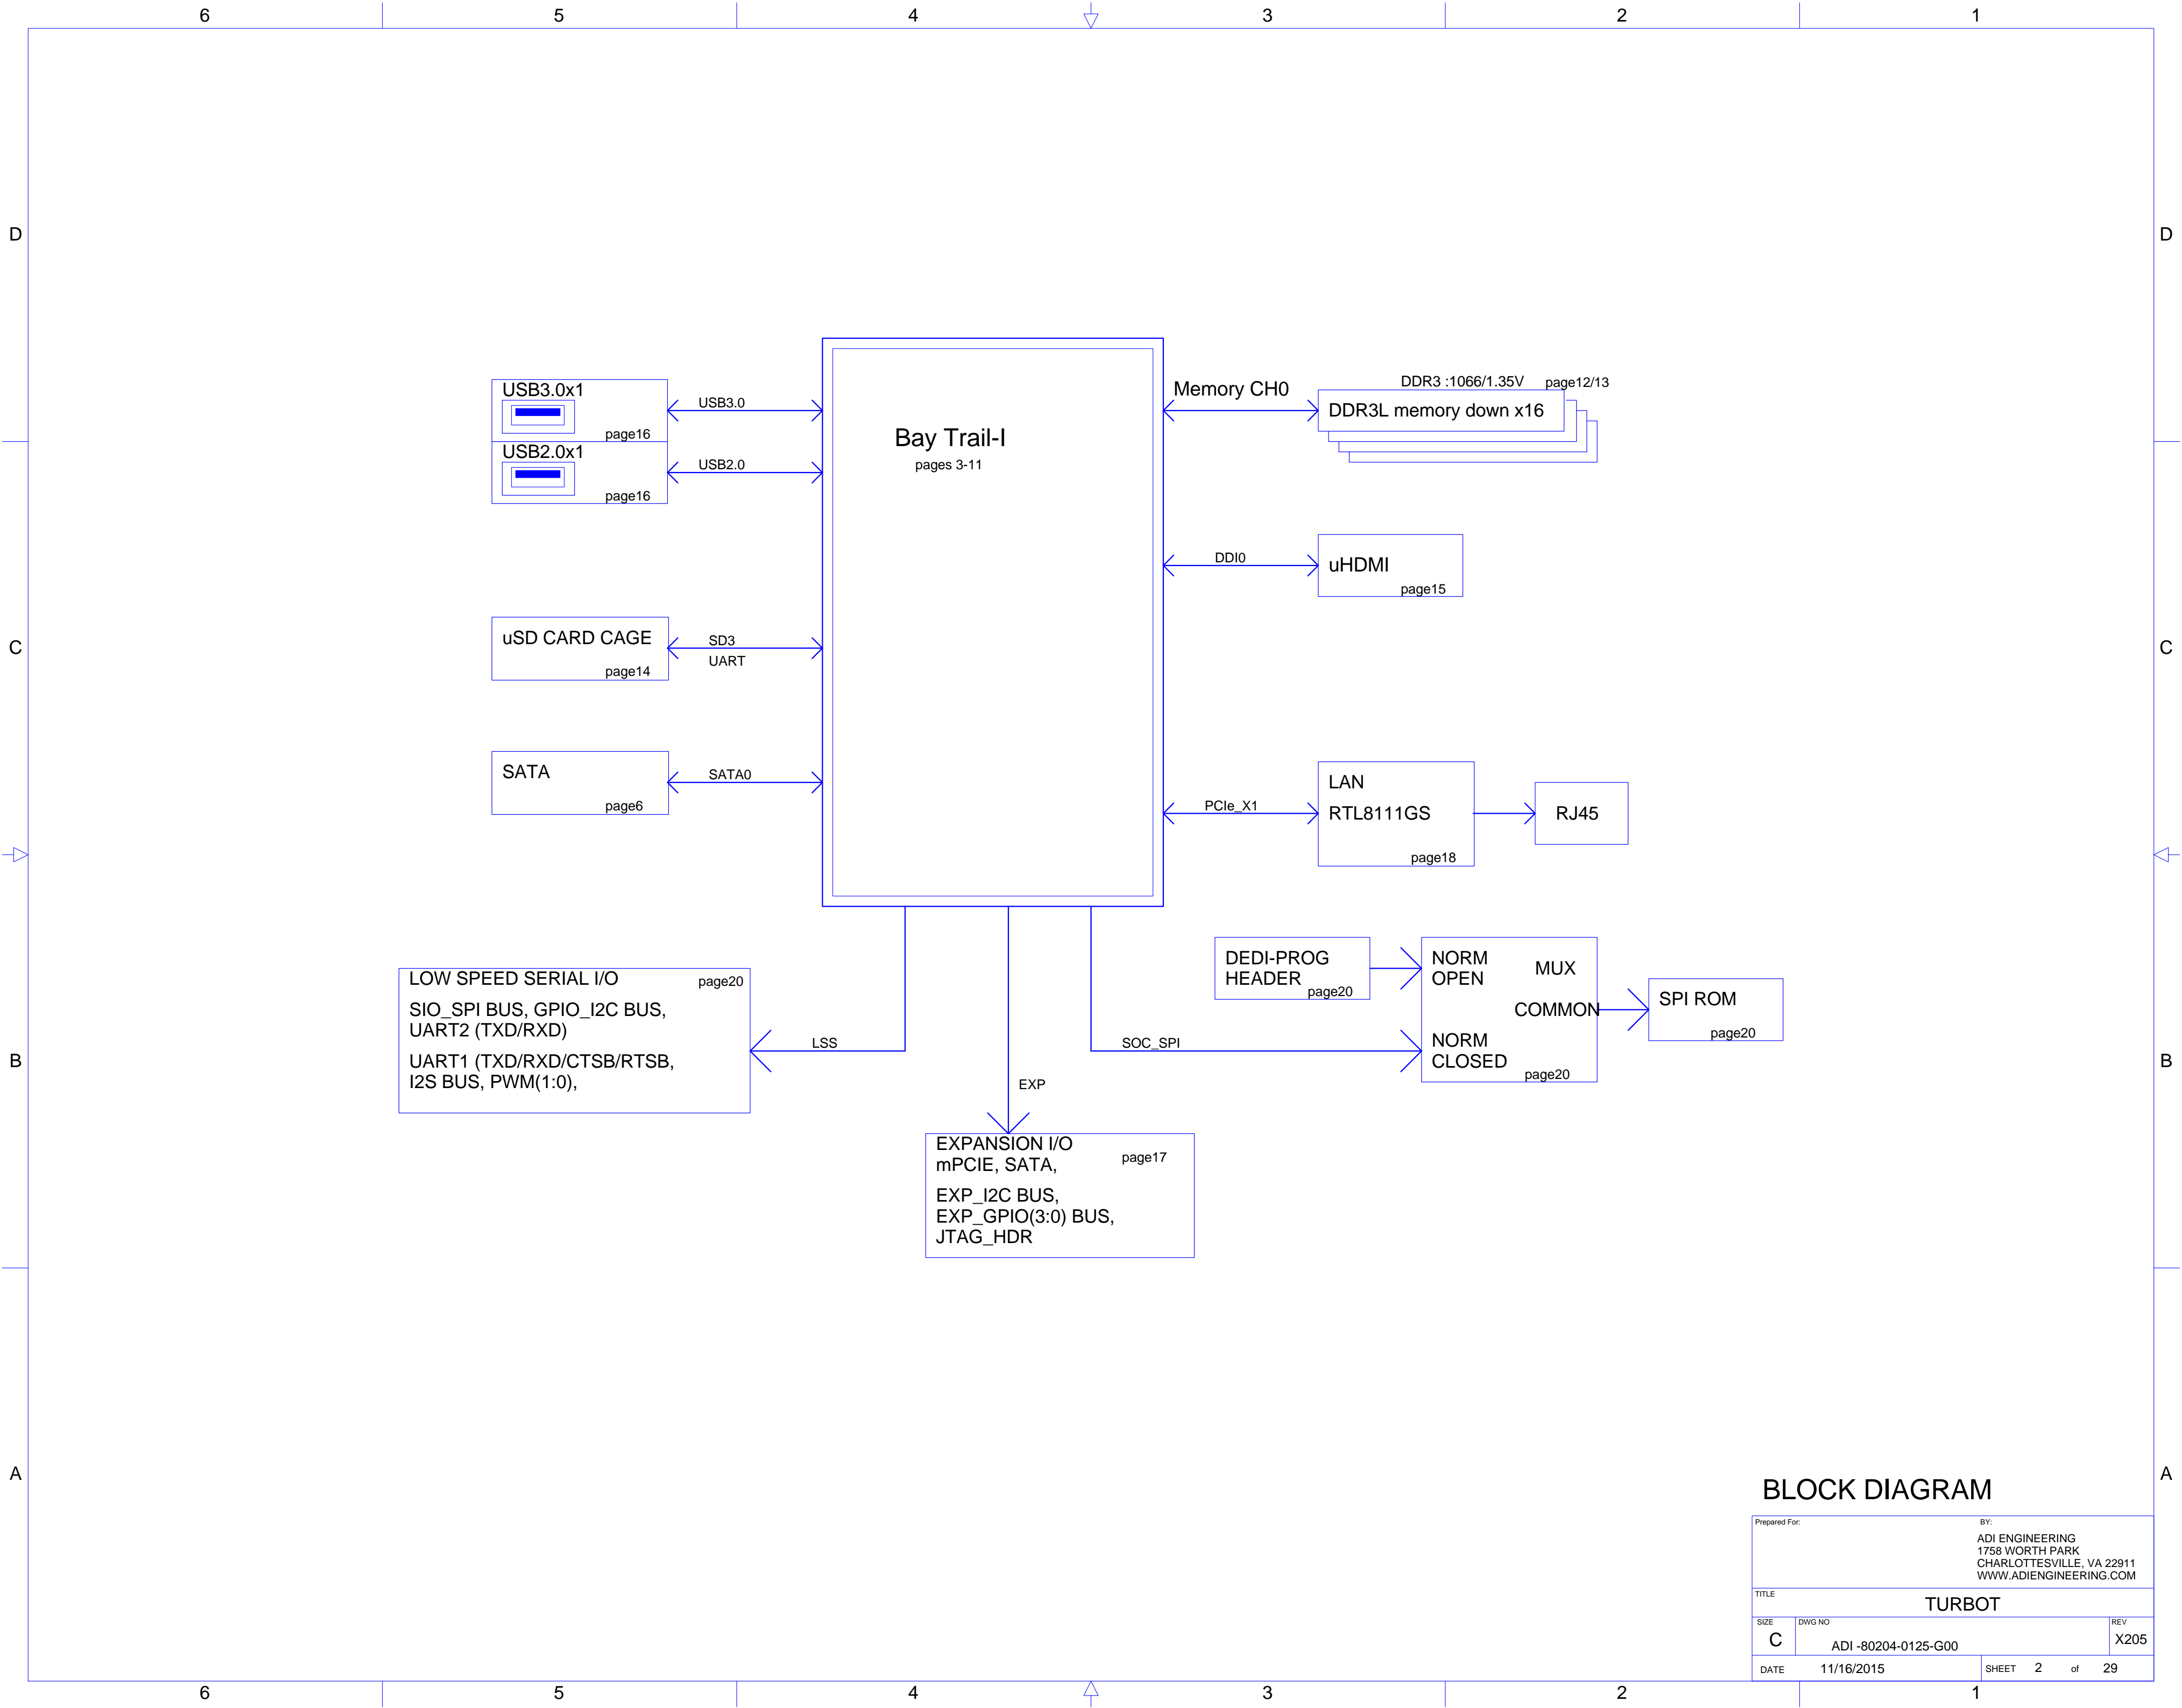 6 5 4 3 2 1
D D
USB3.0x1
page16
USB3.0
USB2.0x1
page16
USB2.0
Bay Trail-I
pages 3-11
Memory CH0
DDR3 :1066/1.35V page12/13
DDR3L memory down x16
DDI0
uHDMI
page15
C C
uSD CARD CAGE
page14
SD3
UART
SATA
page6
SATA0
PCIe_X1
LAN
RTL8111GS
page18
RJ45
B B
LOW SPEED SERIAL I/O page20
SIO_SPI BUS, GPIO_I2C BUS,
UART2 (TXD/RXD)
UART1 (TXD/RXD/CTSB/RTSB,
I2S BUS, PWM(1:0),
LSS
EXP
SOC_SPI
DEDI-PROG
HEADER
page20
NORM
OPEN
MUX
COMMON
NORM
CLOSED
page20
SPI ROM
page20
EXPANSION I/O
mPCIE, SATA, page17
EXP_I2C BUS,
EXP_GPIO(3:0) BUS,
JTAG_HDR
A A
BLOCK DIAGRAM
Prepared For: BY:
ADI ENGINEERING
1758 WORTH PARK
CHARLOTTESVILLE, VA 22911
WWW.ADIENGINEERING.COM
TITLE
TURBOT
SIZE DWG NO REV
C ADI -80204-0125-G00 X205
DATE 11/16/2015 SHEET 2 of 29
6 5 4 3 2 1